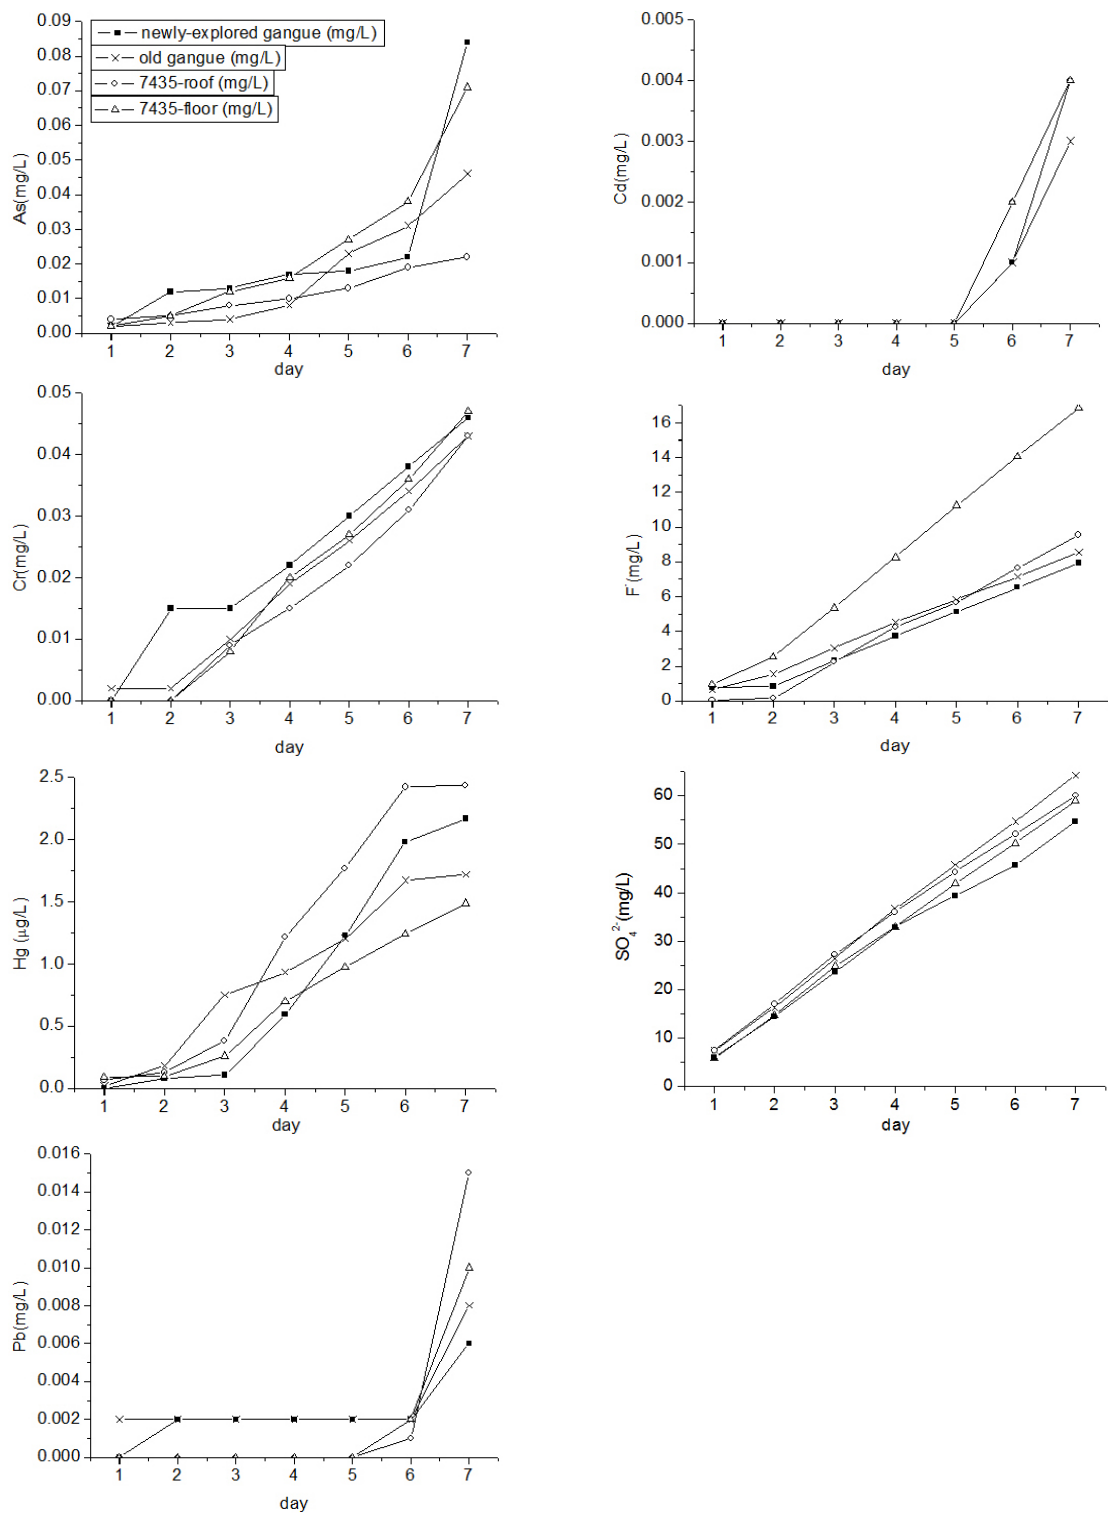 0.09
0.08
0.07
0.06
0.05
0.04
0.03
0.02
0.01
0.00
As(mg/L)
newly-explored gangue (mg/L)
old gangue (mg/L)
7435-roof (mg/L)
7435-floor (mg/L)
1 2 3 4 5 6 7
day
0.005
0.004
0.003
0.002
0.001
0.000
Cd(mg/L)
1 2 3 4 5 6 7
day
0.05
0.04
0.03
0.02
0.01
0.00
Cr(mg/L)
1 2 3 4 5 6 7
day
16
14
12
10
8
6
4
2
0
F⁻(mg/L)
1 2 3 4 5 6 7
day
2.5
2.0
1.5
1.0
0.5
0.0
Hg (μg/L)
1 2 3 4 5 6 7
day
60
50
40
30
20
10
0
SO₄²⁻(mg/L)
1 2 3 4 5 6 7
day
0.016
0.014
0.012
0.010
0.008
0.006
0.004
0.002
0.000
Pb(mg/L)
1 2 3 4 5 6 7
day